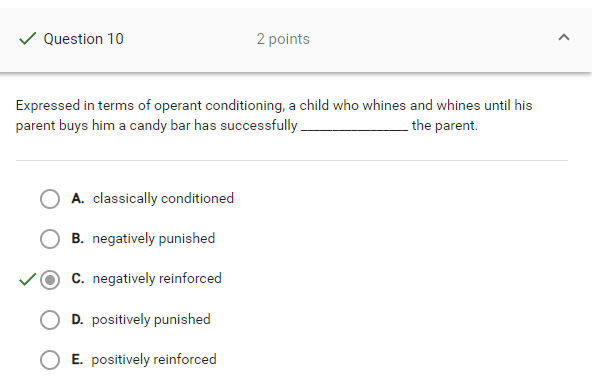 Question 10 2 points
Expressed in terms of operant conditioning, a child who whines and whines until his
parent buys him a candy bar has successfully _________________ the parent.
A. classically conditioned
B. negatively punished
C. negatively reinforced
D. positively punished
E. positively reinforced